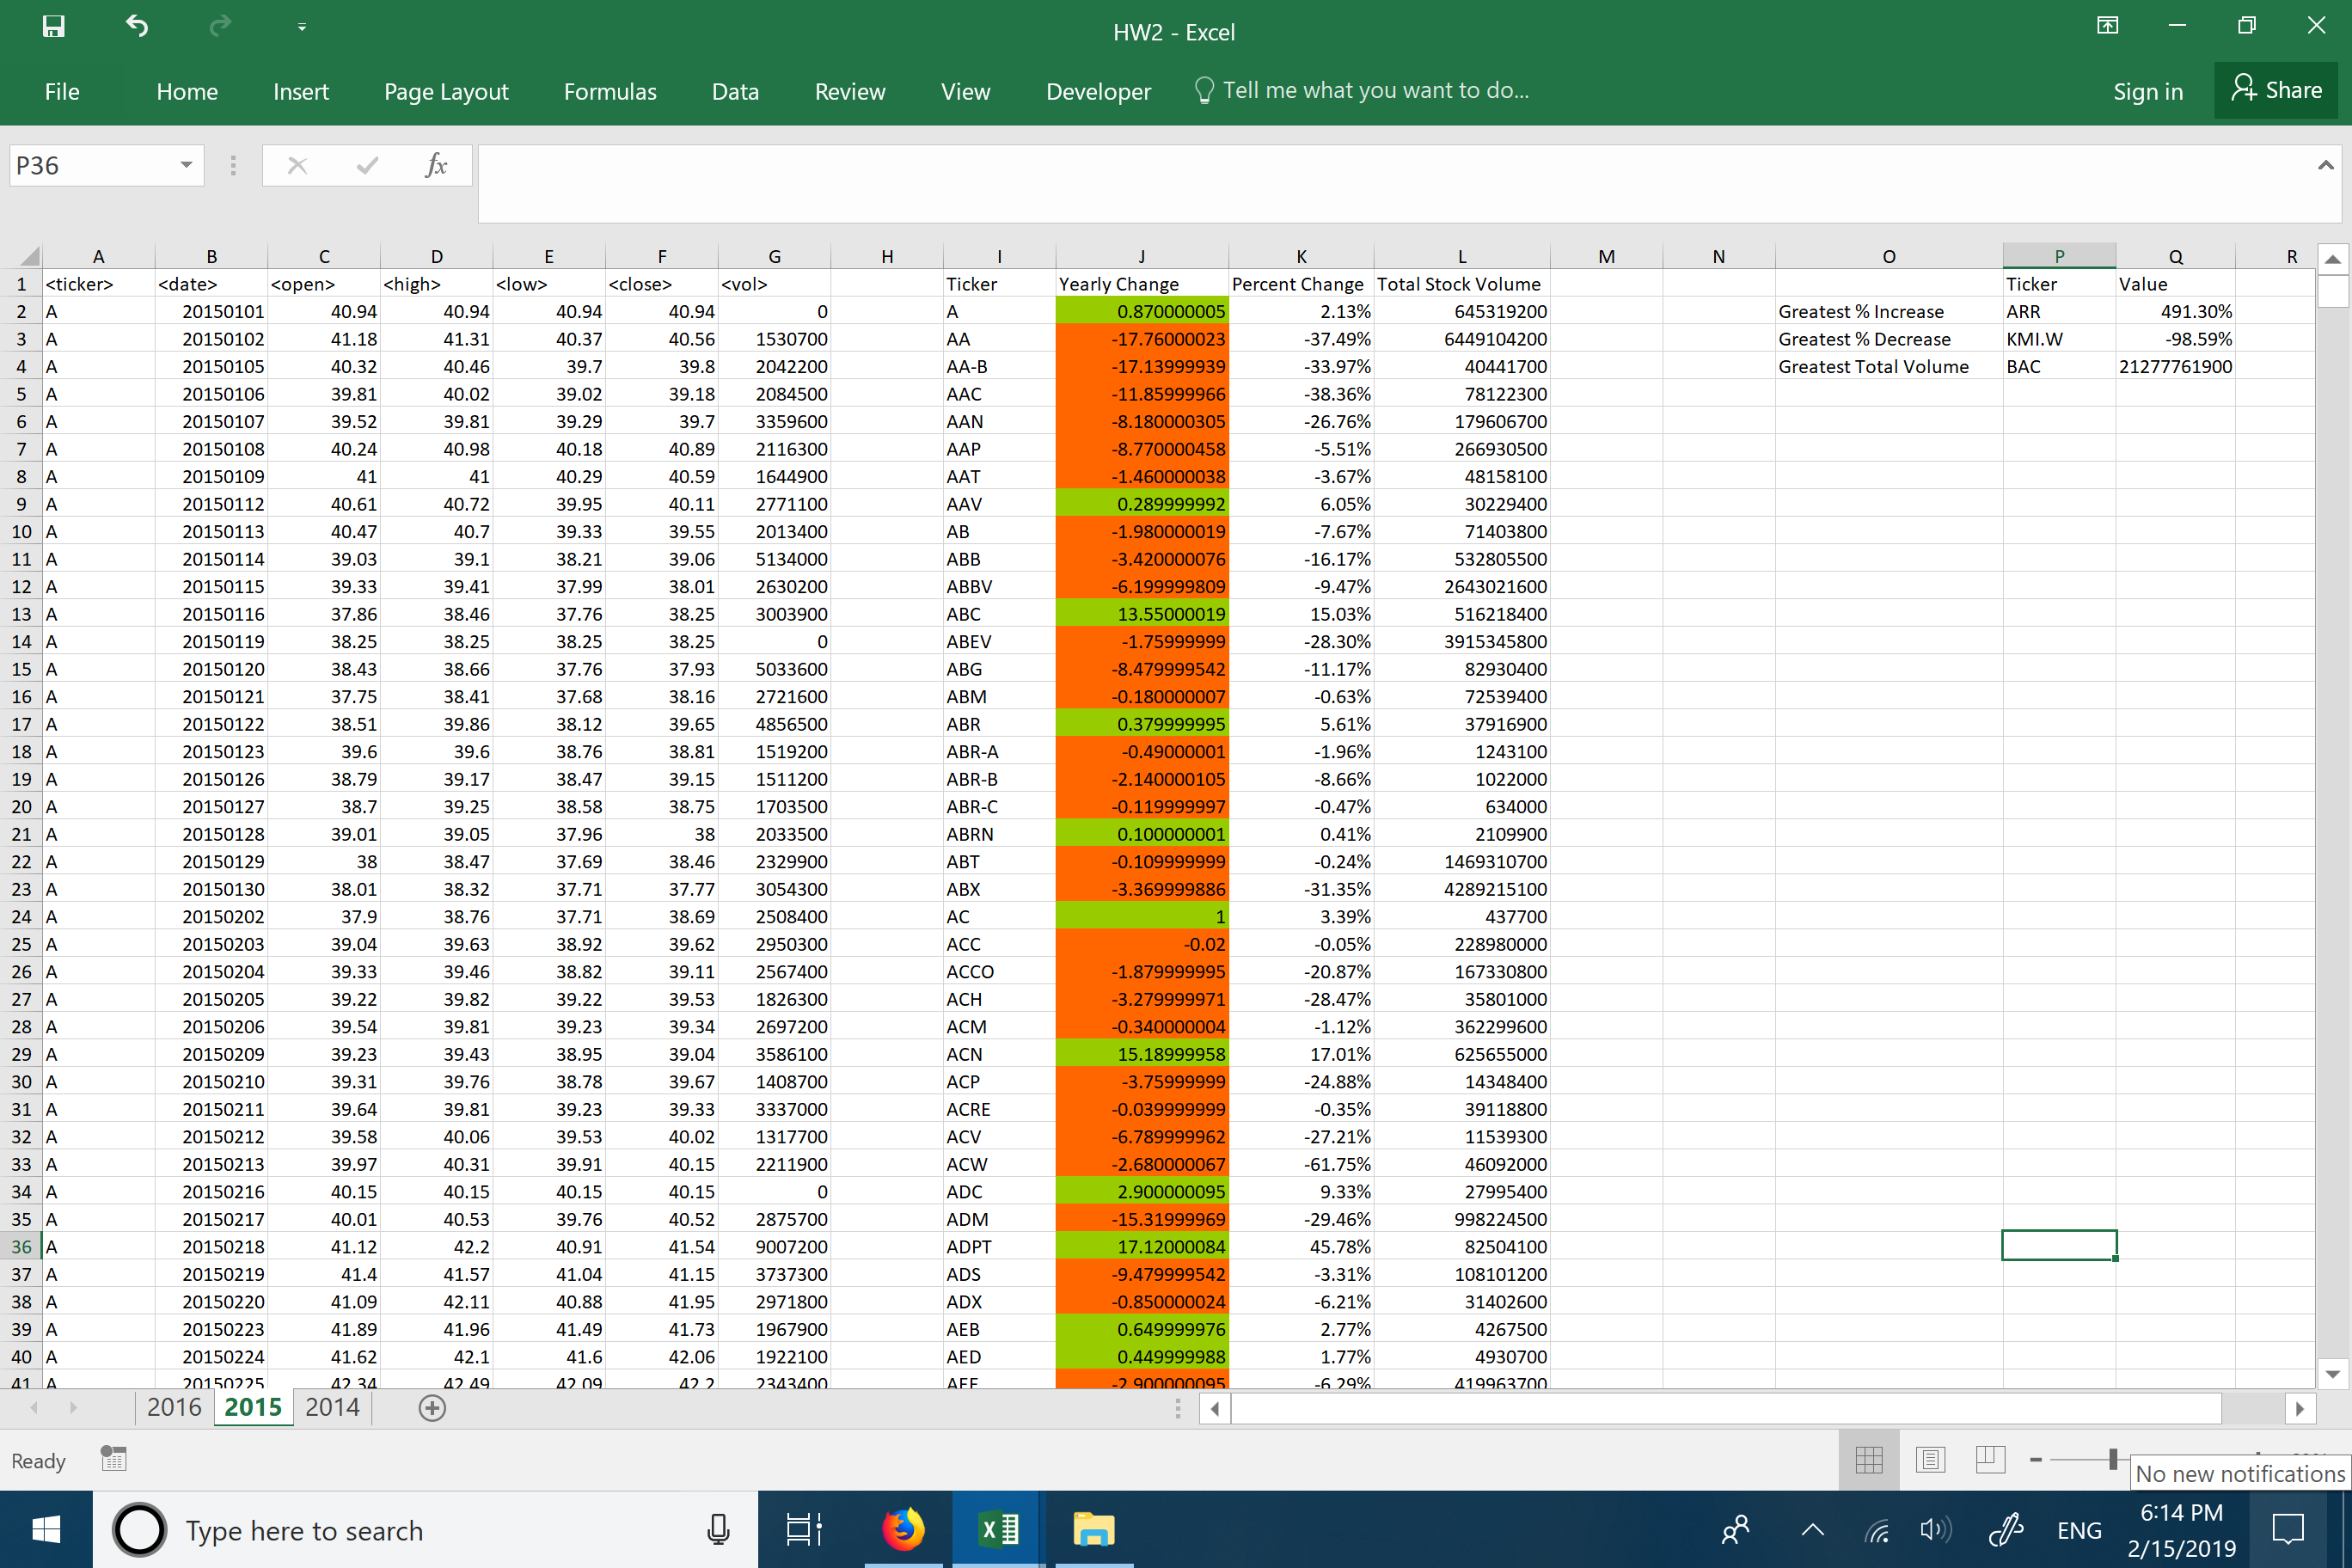 HW2 - Excel
File Home Insert Page Layout Formulas Data Review View Developer Tell me what you want to do... Sign in Share
P36 fx
A B C D E F G H I J K L M N O P Q R
1 <ticker> <date> <open> <high> <low> <close> <vol> Ticker Yearly Change Percent Change Total Stock Volume Ticker Value
2 A 20150101 40.94 40.94 40.94 40.94 0 A 0.870000005 2.13% 645319200 Greatest % Increase ARR 491.30%
3 A 20150102 41.18 41.31 40.37 40.56 1530700 AA -17.76000023 -37.49% 6449104200 Greatest % Decrease KMI.W -98.59%
4 A 20150105 40.32 40.46 39.7 39.8 2042200 AA-B -17.13999939 -33.97% 40441700 Greatest Total Volume BAC 21277761900
5 A 20150106 39.81 40.02 39.02 39.18 2084500 AAC -11.85999966 -38.36% 78122300
6 A 20150107 39.52 39.81 39.29 39.7 3359600 AAN -8.180000305 -26.76% 179606700
7 A 20150108 40.24 40.98 40.18 40.89 2116300 AAP -8.770000458 -5.51% 266930500
8 A 20150109 41 41 40.29 40.59 1644900 AAT -1.460000038 -3.67% 48158100
9 A 20150112 40.61 40.72 39.95 40.11 2771100 AAV 0.289999992 6.05% 30229400
10 A 20150113 40.47 40.7 39.33 39.55 2013400 AB -1.980000019 -7.67% 71403800
11 A 20150114 39.03 39.1 38.21 39.06 5134000 ABB -3.420000076 -16.17% 532805500
12 A 20150115 39.33 39.41 37.99 38.01 2630200 ABBV -6.199999809 -9.47% 2643021600
13 A 20150116 37.86 38.46 37.76 38.25 3003900 ABC 13.55000019 15.03% 516218400
14 A 20150119 38.25 38.25 38.25 38.25 0 ABEV -1.75999999 -28.30% 3915345800
15 A 20150120 38.43 38.66 37.76 37.93 5033600 ABG -8.479999542 -11.17% 82930400
16 A 20150121 37.75 38.41 37.68 38.16 2721600 ABM -0.180000007 -0.63% 72539400
17 A 20150122 38.51 39.86 38.12 39.65 4856500 ABR 0.379999995 5.61% 37916900
18 A 20150123 39.6 39.6 38.76 38.81 1519200 ABR-A -0.49000001 -1.96% 1243100
19 A 20150126 38.79 39.17 38.47 39.15 1511200 ABR-B -2.140000105 -8.66% 1022000
20 A 20150127 38.7 39.25 38.58 38.75 1703500 ABR-C -0.119999997 -0.47% 634000
21 A 20150128 39.01 39.05 37.96 38 2033500 ABRN 0.100000001 0.41% 2109900
22 A 20150129 38 38.47 37.69 38.46 2329900 ABT -0.109999999 -0.24% 1469310700
23 A 20150130 38.01 38.32 37.71 37.77 3054300 ABX -3.369999886 -31.35% 4289215100
24 A 20150202 37.9 38.76 37.71 38.69 2508400 AC 1 3.39% 437700
25 A 20150203 39.04 39.63 38.92 39.62 2950300 ACC -0.02 -0.05% 228980000
26 A 20150204 39.33 39.46 38.82 39.11 2567400 ACCO -1.879999995 -20.87% 167330800
27 A 20150205 39.22 39.82 39.22 39.53 1826300 ACH -3.279999971 -28.47% 35801000
28 A 20150206 39.54 39.81 39.23 39.34 2697200 ACM -0.340000004 -1.12% 362299600
29 A 20150209 39.23 39.43 38.95 39.04 3586100 ACN 15.18999958 17.01% 625655000
30 A 20150210 39.31 39.76 38.78 39.67 1408700 ACP -3.75999999 -24.88% 14348400
31 A 20150211 39.64 39.81 39.23 39.33 3337000 ACRE -0.039999999 -0.35% 39118800
32 A 20150212 39.58 40.06 39.53 40.02 1317700 ACV -6.789999962 -27.21% 11539300
33 A 20150213 39.97 40.31 39.91 40.15 2211900 ACW -2.680000067 -61.75% 46092000
34 A 20150216 40.15 40.15 40.15 40.15 0 ADC 2.900000095 9.33% 27995400
35 A 20150217 40.01 40.53 39.76 40.52 2875700 ADM -15.31999969 -29.46% 998224500
36 A 20150218 41.12 42.2 40.91 41.54 9007200 ADPT 17.12000084 45.78% 82504100
37 A 20150219 41.4 41.57 41.04 41.15 3737300 ADS -9.479999542 -3.31% 108101200
38 A 20150220 41.09 42.11 40.88 41.95 2971800 ADX -0.850000024 -6.21% 31402600
39 A 20150223 41.89 41.96 41.49 41.73 1967900 AEB 0.649999976 2.77% 4267500
40 A 20150224 41.62 42.1 41.6 42.06 1922100 AED 0.449999988 1.77% 4930700
41 A 20150225 42.34 42.49 42.09 42.2 2343400 AEE -2.900000095 -6.29% 419963700
2016 2015 2014
Ready
No new notifications
Type here to search ENG 6:14 PM
2/15/2019